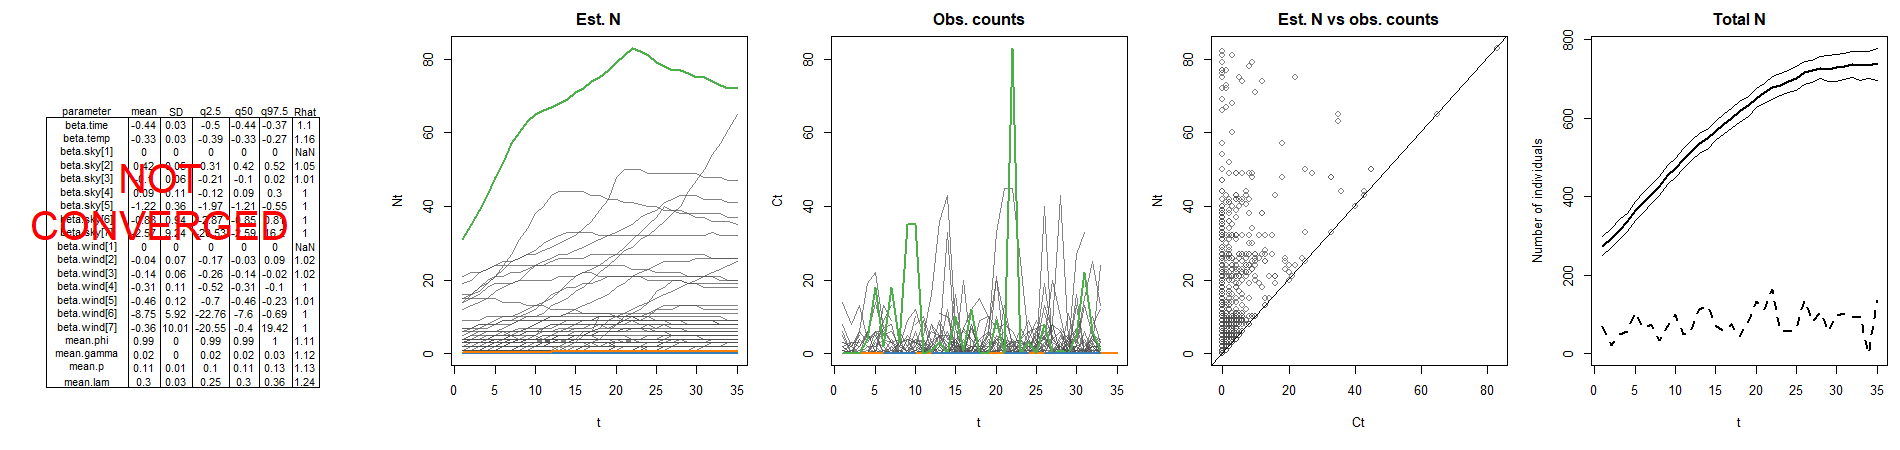 parameter mean SD q2.5 q50 q97.5 Rhat
beta.time -0.44 0.03 -0.5 -0.44 -0.37 1.1
beta.temp -0.33 0.03 -0.39 -0.33 -0.27 1.16
beta.sky[1] 0 0 0 0 0 NaN
beta.sky[2] 0.42 0.31 0.42 0.52 1.05
beta.sky[3] 0.06 -0.21 -0.1 0.02 1.01
beta.sky[4] 0.09 0.11 -0.12 0.09 0.3 1
beta.sky[5] -1.22 0.36 -1.97 -1.21 -0.55 1
beta.sky[6] 0.94 -2.87 1
beta.sky[7] -2.57 9.24 1
beta.wind[1] 0 0 0 0 0 NaN
beta.wind[2] -0.04 0.07 -0.17 -0.03 0.09 1.02
beta.wind[3] -0.14 0.06 -0.26 -0.14 -0.02 1.02
beta.wind[4] -0.31 0.11 -0.52 -0.31 -0.1 1
beta.wind[5] -0.46 0.12 -0.7 -0.46 -0.23 1.01
beta.wind[6] -8.75 5.92 -22.76 -7.6 -0.69 1
beta.wind[7] -0.36 10.01 -20.55 -0.4 19.42 1
mean.phi 0.99 0 0.99 0.99 1 1.11
mean.gamma 0.02 0 0.02 0.02 0.03 1.12
mean.p 0.11 0.01 0.1 0.11 0.13 1.13
mean.lam 0.3 0.03 0.25 0.3 0.36 1.24
NOT
CONVERGED
Est. N
Nt
80
60
40
20
0
0 5 10 15 20 25 30 35
t
Obs. counts
Ct
80
60
40
20
0
0 5 10 15 20 25 30 35
t
Est. N vs obs. counts
Nt
80
60
40
20
0
0 20 40 60 80
Ct
Total N
Number of individuals
800
600
400
200
0
0 5 10 15 20 25 30 35
t